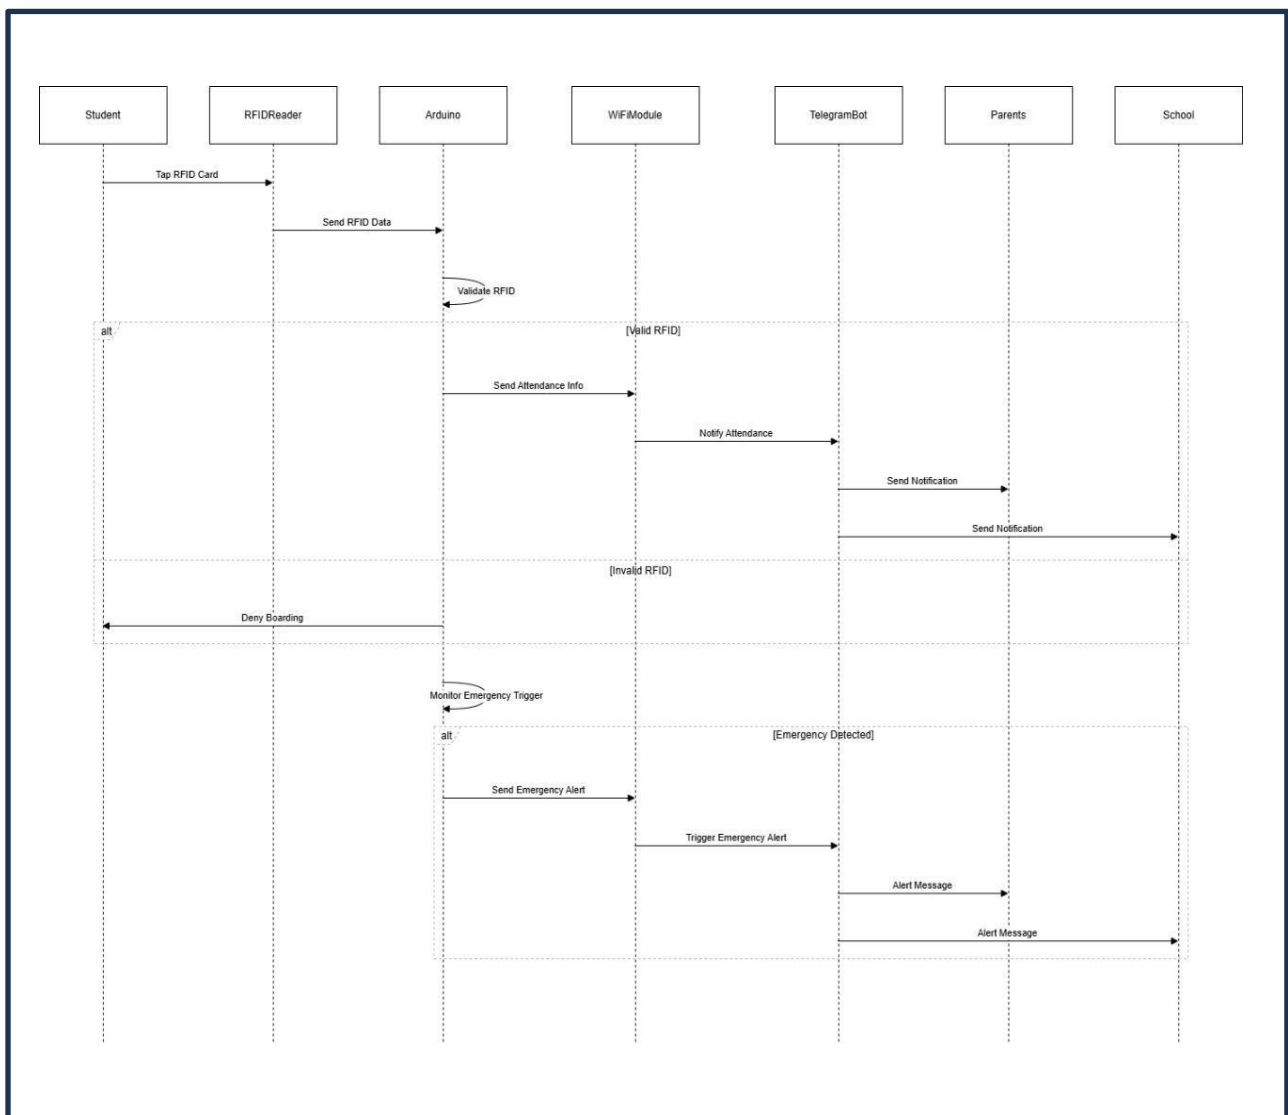 Student
RFIDReader
Arduino
WiFiModule
TelegramBot
Parents
School
Tap RFID Card
Send RFID Data
Validate RFID
alt
[Valid RFID]
Send Attendance Info
Notify Attendance
Send Notification
Send Notification
[Invalid RFID]
Deny Boarding
Monitor Emergency Trigger
alt
[Emergency Detected]
Send Emergency Alert
Trigger Emergency Alert
Alert Message
Alert Message